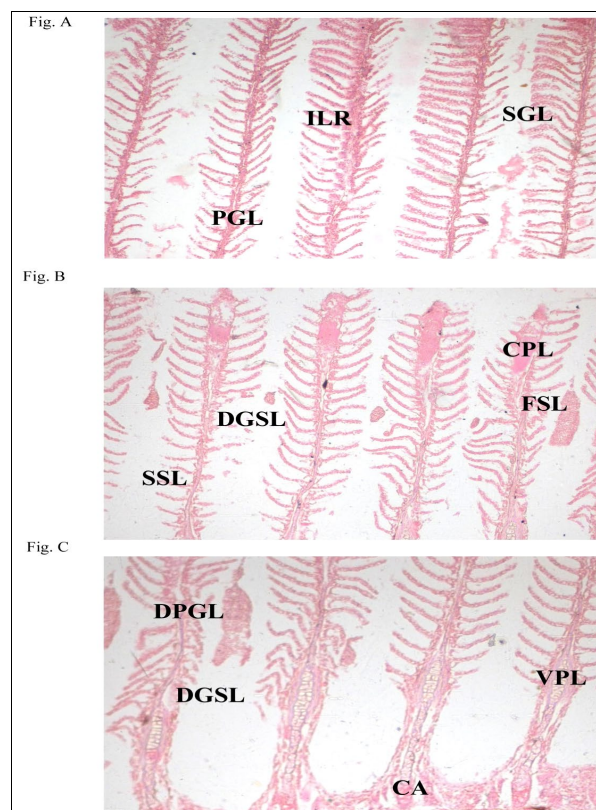 Fig. A
ILR
SGL
PGL
Fig. B
CPL
DGSL
FSL
SSL
Fig. C
DPGL
DGSL
VPL
CA